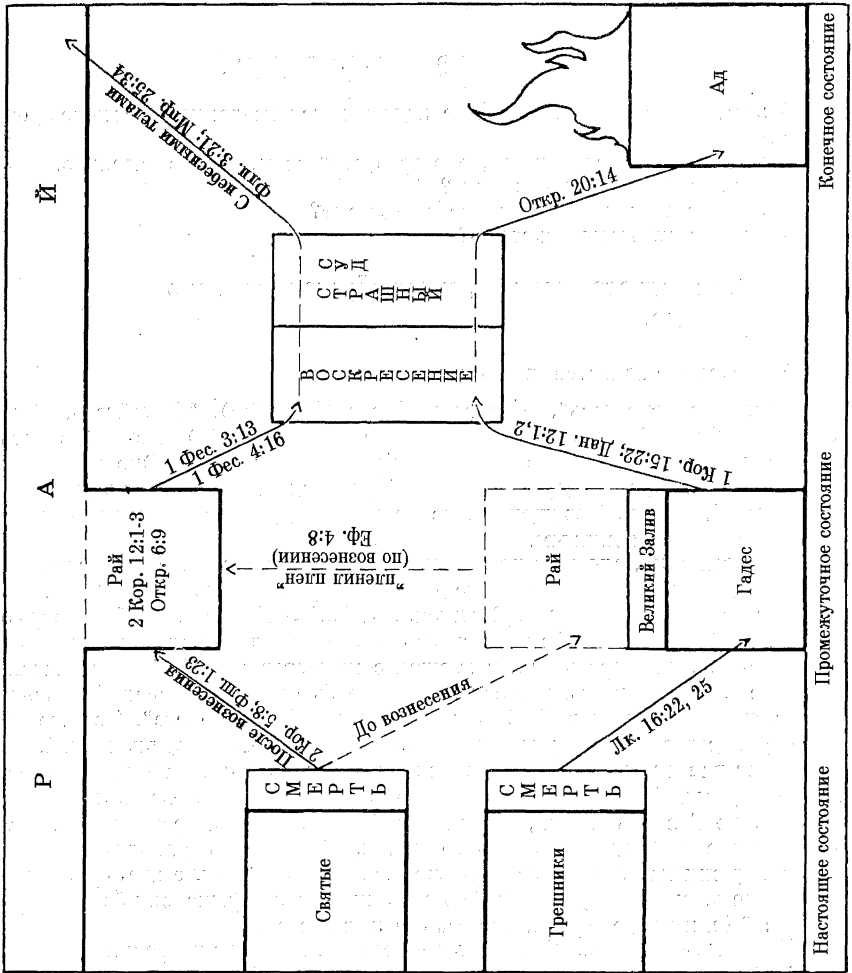 Р А Й
С небесными телами
Флп. 3:21; Мтф. 25:34
Рай
2 Кор. 12:1-3
Откр. 6:9
1 Фес. 3:13
1 Фес. 4:16
После вознесения
2 Кор. 5:8; Флп. 1:23
"пленил плен"
(по вознесении)
Еф. 4:8
ВОСКРЕСЕНИЕ
СТРАШНЫЙ
СУД
Святые
СМЕРТЬ
До вознесения
Рай
Великий Залив
Гадес
1 Кор. 15:22; Дан. 12:1,2
Откр. 20:14
Ад
Грешники
СМЕРТЬ
Лк. 16:22, 25
Настоящее состояние
Промежуточное состояние
Конечное состояние